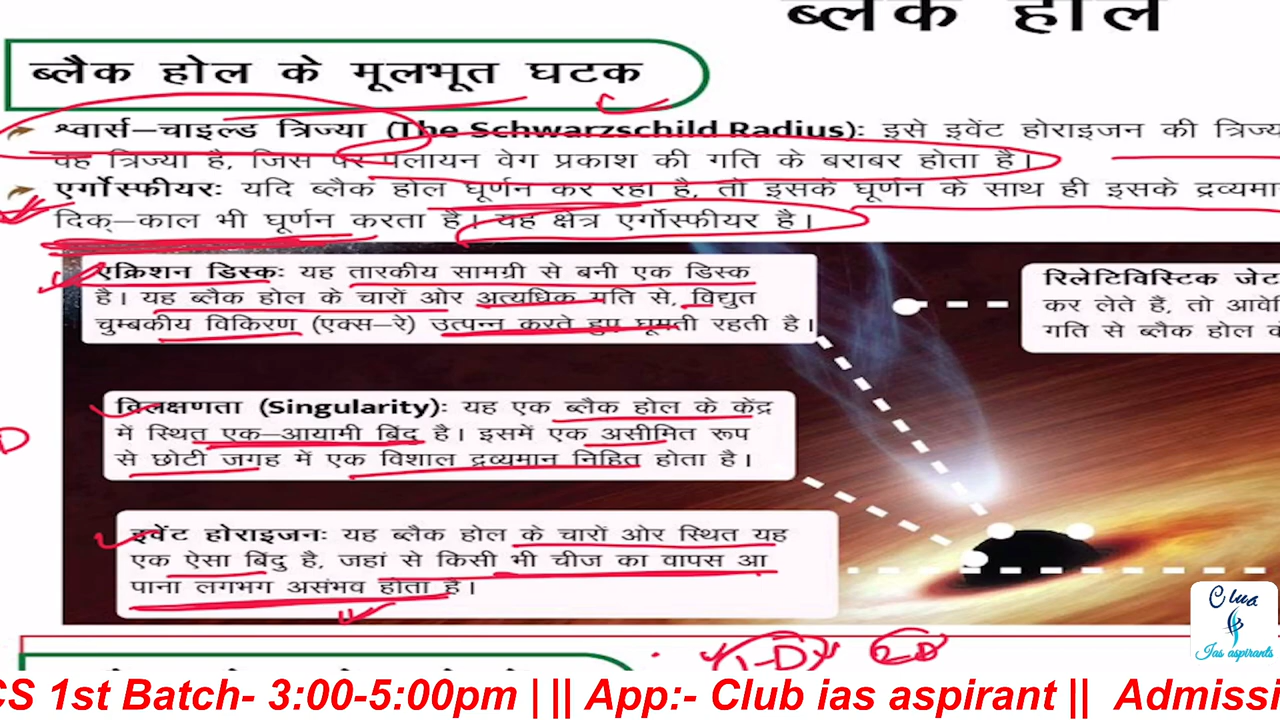 ब्लैक होल
ब्लैक होल के मूलभूत घटक
श्वार्स–चाइल्ड त्रिज्या (The Schwarzschild Radius): इसे इवेंट होराइजन की त्रिज्य
वह त्रिज्या है, जिस पर पलायन वेग प्रकाश की गति के बराबर होता है।
एर्गोस्फीयर: यदि ब्लैक होल घूर्णन कर रहा है, तो इसके घूर्णन के साथ ही इसके द्रव्यमा
दिक्–काल भी घूर्णन करता है। यह क्षेत्र एर्गोस्फीयर है।
एक्रिशन डिस्क: यह तारकीय सामग्री से बनी एक डिस्क
है। यह ब्लैक होल के चारों ओर अत्यधिक गति से, विद्युत
चुम्बकीय विकिरण (एक्स–रे) उत्पन्न करते हुए घूमती रहती है।
रिलेटिविस्टिक जेट
कर लेते हैं, तो आवे
गति से ब्लैक होल क
विलक्षणता (Singularity): यह एक ब्लैक होल के केंद्र
में स्थित एक–आयामी बिंदु है। इसमें एक असीमित रूप
से छोटी जगह में एक विशाल द्रव्यमान निहित होता है।
इवेंट होराइजन: यह ब्लैक होल के चारों ओर स्थित यह
एक ऐसा बिंदु है, जहां से किसी भी चीज का वापस आ
पाना लगभग असंभव होता है।
D
1-D
Club
Ias aspirants
CS 1st Batch- 3:00-5:00pm | || App:- Club ias aspirant || Admissi